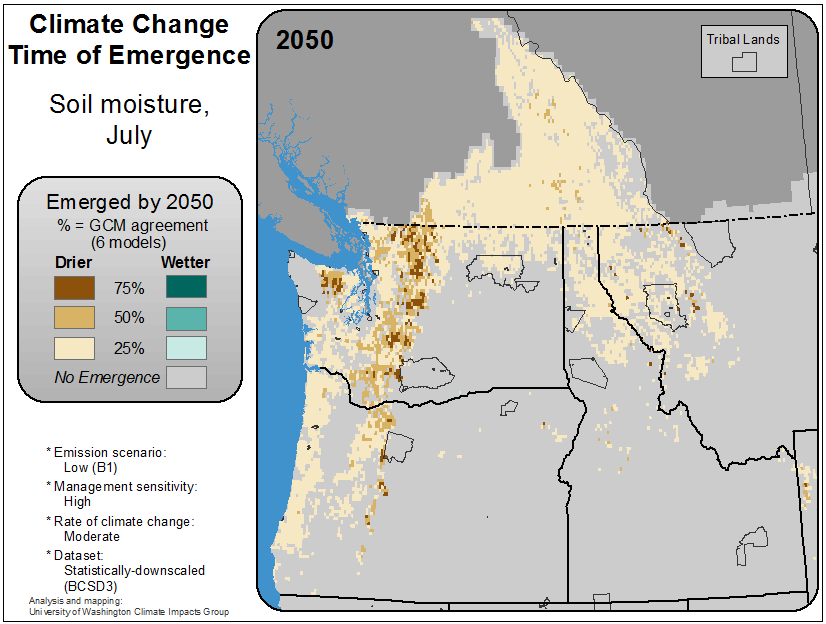 Climate Change
Time of Emergence
Soil moisture,
July
Emerged by 2050
% = GCM agreement
(6 models)
Drier Wetter
75%
50%
25%
No Emergence
* Emission scenario:
Low (B1)
* Management sensitivity:
High
* Rate of climate change:
Moderate
* Dataset:
Statistically-downscaled
(BCSD3)
Analysis and mapping:
University of Washington Climate Impacts Group
2050
Tribal Lands